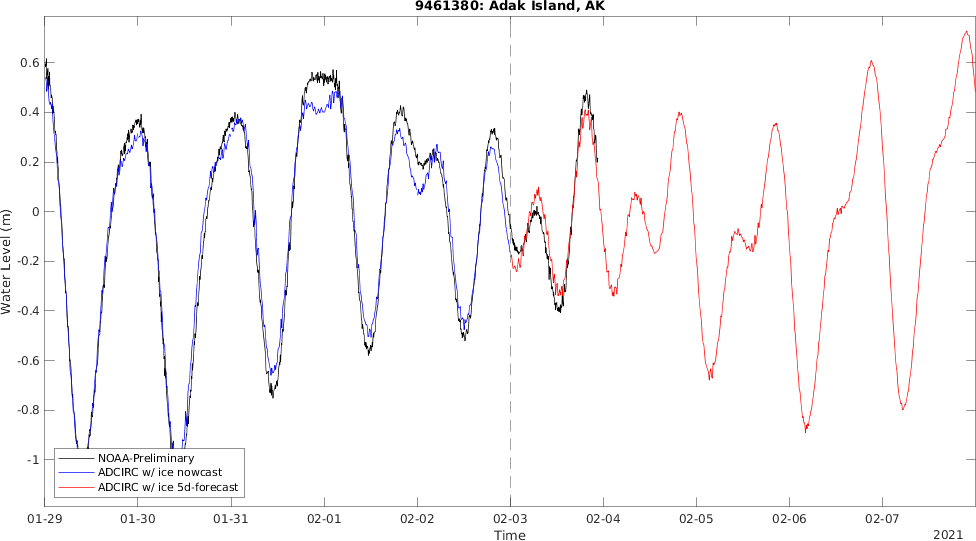 9461380: Adak Island, AK
Water Level (m)
0.6
0.4
0.2
0
-0.2
-0.4
-0.6
-0.8
-1
NOAA-Preliminary
ADCIRC w/ ice nowcast
ADCIRC w/ ice 5d-forecast
01-29 01-30 01-31 02-01 02-02 02-03 02-04 02-05 02-06 02-07
Time
2021